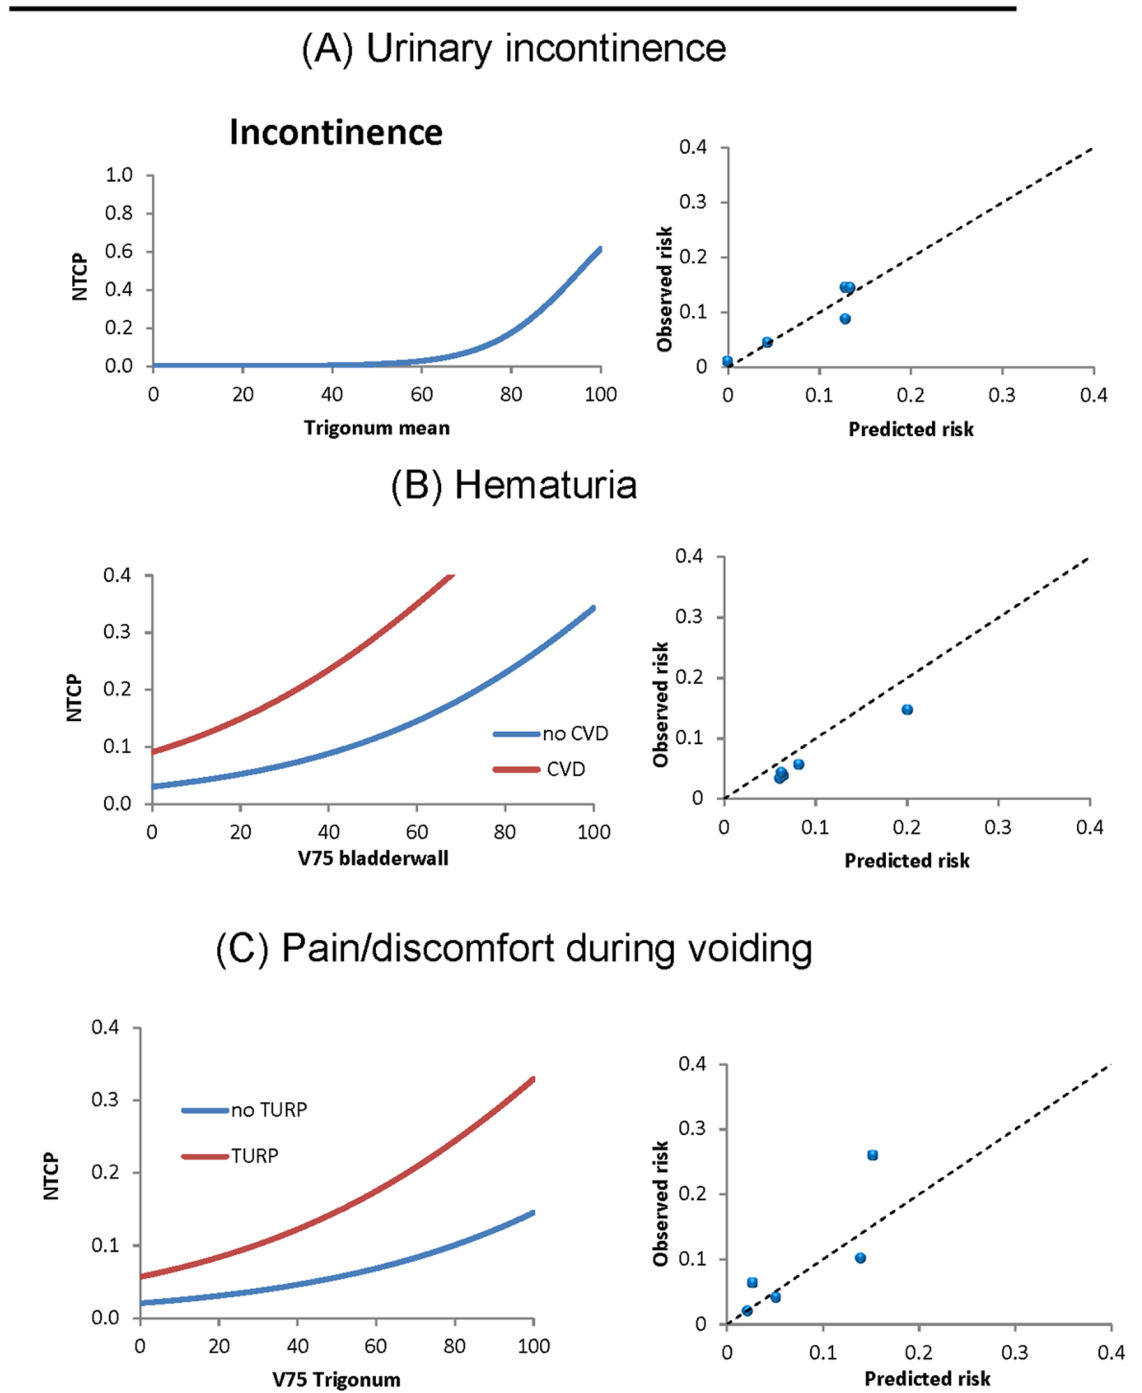 (A) Urinary incontinence
Incontinence
1.0
0.8
0.6
0.4
0.2
0.0
NTCP
0 20 40 60 80 100
Trigonum mean
0.4
0.3
0.2
0.1
0
Observed risk
0 0.1 0.2 0.3 0.4
Predicted risk
(B) Hematuria
0.4
0.3
0.2
0.1
0.0
NTCP
no CVD
CVD
0 20 40 60 80 100
V75 bladderwall
0.4
0.3
0.2
0.1
0
Observed risk
0 0.1 0.2 0.3 0.4
Predicted risk
(C) Pain/discomfort during voiding
0.4
0.3
0.2
0.1
0.0
NTCP
no TURP
TURP
0 20 40 60 80 100
V75 Trigonum
0.4
0.3
0.2
0.1
0
Observed risk
0 0.1 0.2 0.3 0.4
Predicted risk